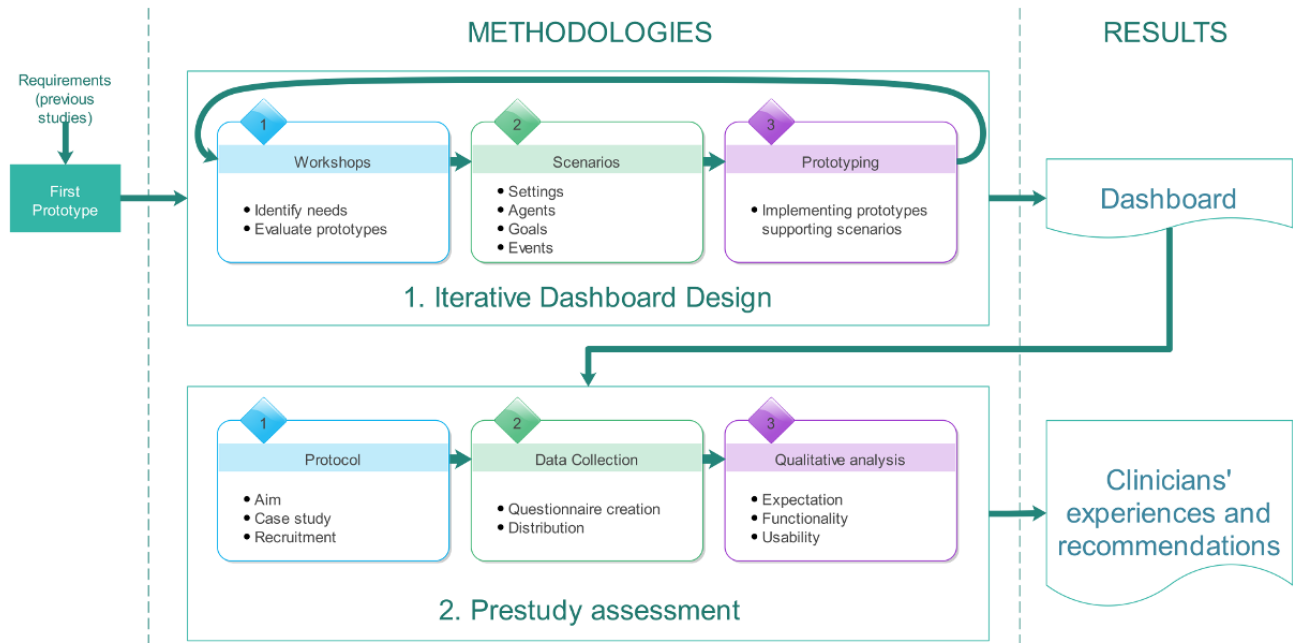 METHODOLOGIES
RESULTS
Requirements
(previous
studies)
First
Prototype
1
Workshops
• Identify needs
• Evaluate prototypes
2
Scenarios
• Settings
• Agents
• Goals
• Events
3
Prototyping
• Implementing prototypes
supporting scenarios
1. Iterative Dashboard Design
Dashboard
1
Protocol
• Aim
• Case study
• Recruitment
2
Data Collection
• Questionnaire creation
• Distribution
3
Qualitative analysis
• Expectation
• Functionality
• Usability
2. Prestudy assessment
Clinicians'
experiences and
recommendations